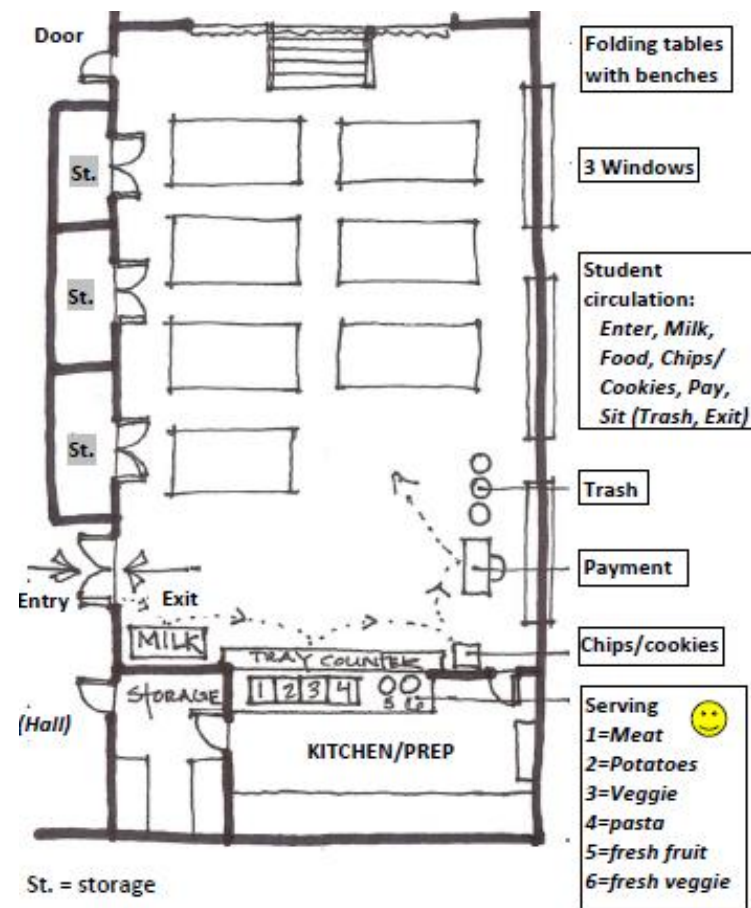 Door
Folding tables
with benches
St.
3 Windows
St.
Student
circulation:
Enter, Milk,
Food, Chips/
Cookies, Pay,
Sit (Trash, Exit)
St.
Trash
Payment
Entry
Exit
MILK
TRAY COUNTER
Chips/cookies
STORAGE
1 2 3 4
5 6
(Hall)
KITCHEN/PREP
Serving
1=Meat
2=Potatoes
3=Veggie
4=pasta
5=fresh fruit
6=fresh veggie
St. = storage